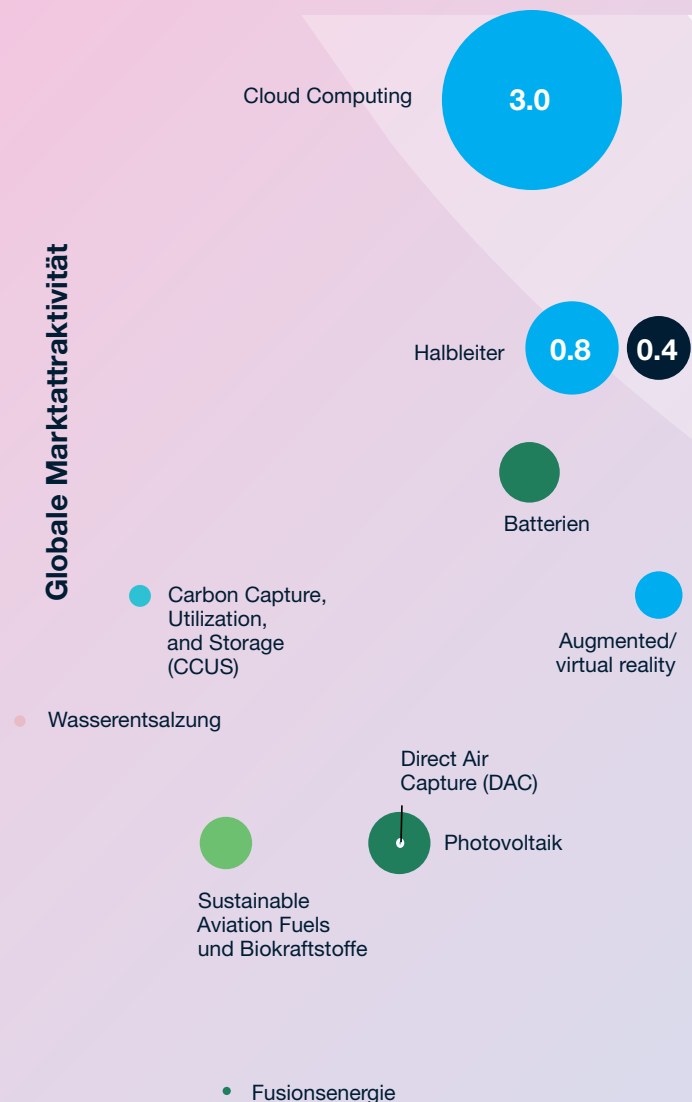 Cloud Computing
3.0
Globale Marktattraktivität
Halbleiter
0.8
0.4
Batterien
Carbon Capture,
Utilization,
and Storage
(CCUS)
Augmented/
virtual reality
Wasserentsalzung
Direct Air
Capture (DAC)
Photovoltaik
Sustainable
Aviation Fuels
und Biokraftstoffe
Fusionsenergie